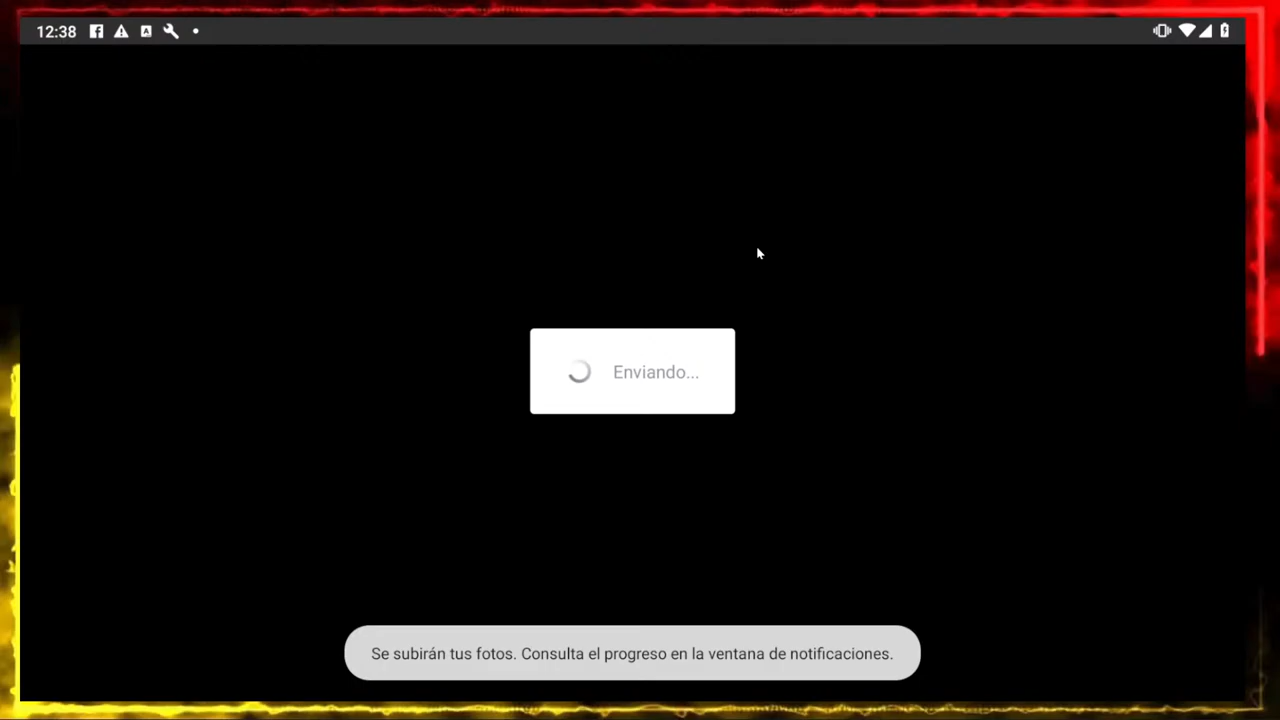 12:38
Enviando...
Se subirán tus fotos. Consulta el progreso en la ventana de notificaciones.